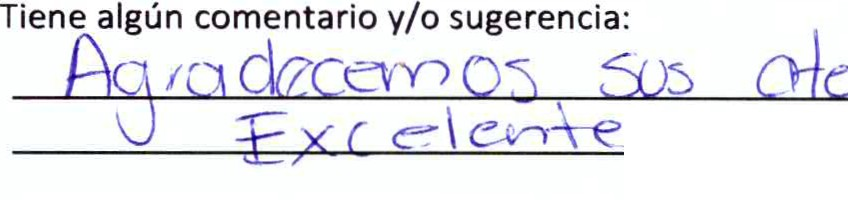 Tiene algún comentario y/o sugerencia:
Agradecemos sus ate
Excelente